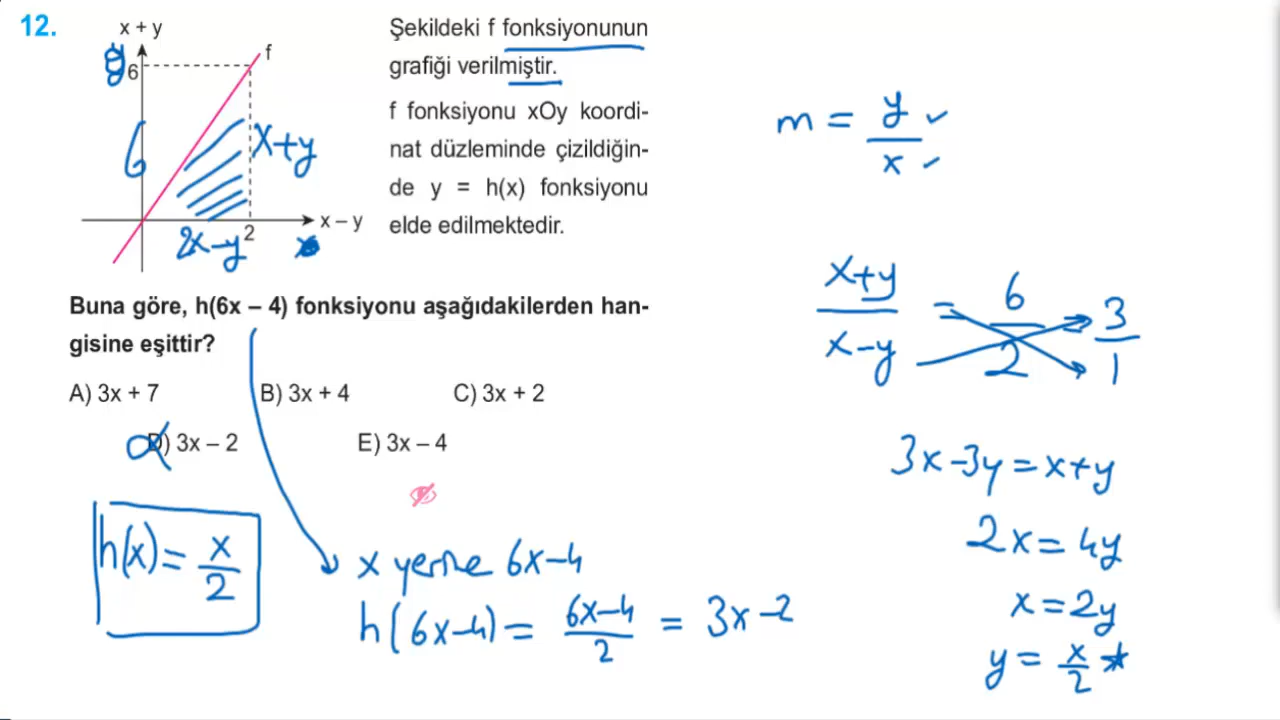 12.
x + y
y
6
f
6
x+y
x – y
2
2x–y
x
Şekildeki f fonksiyonunun
grafiği verilmiştir.
f fonksiyonu xOy koordi-
nat düzleminde çizildiğin-
de y = h(x) fonksiyonu
elde edilmektedir.
Buna göre, h(6x – 4) fonksiyonu aşağıdakilerden han-
gisine eşittir?
A) 3x + 7 B) 3x + 4 C) 3x + 2
D) 3x – 2 E) 3x – 4
h(x) = x/2
x yerine 6x–4
h(6x–4) = 6x–4/2 = 3x–2
m = y/x
x+y/x–y = 6/2 = 3/1
3x–3y=x+y
2x=4y
x=2y
y = x/2 *